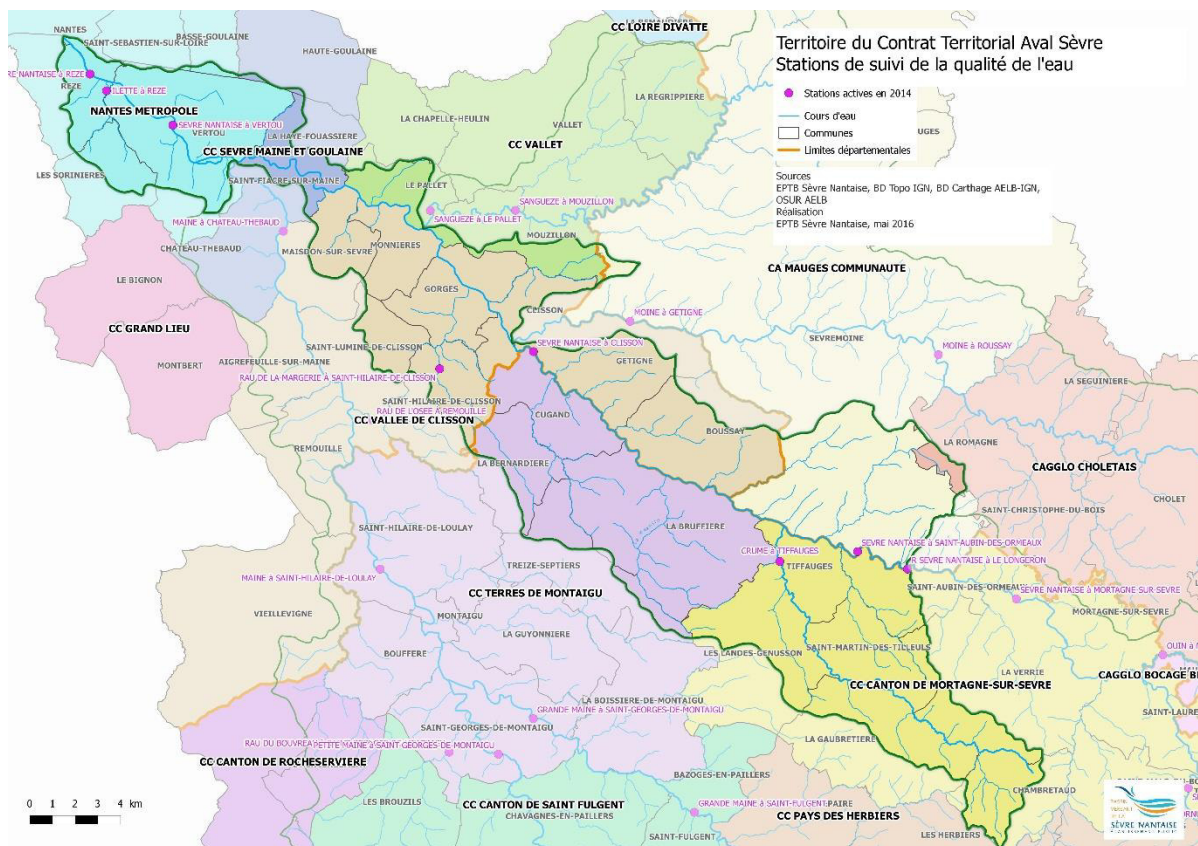 Territoire du Contrat Territorial Aval Sèvre
Stations de suivi de la qualité de l'eau
Stations actives en 2014
Cours d'eau
Communes
Limites départementales
Sources
EPTB Sèvre Nantaise, BD Topo IGN, BD Carthage AELB-IGN,
OSUR AELB
Réalisation
EPTB Sèvre Nantaise, mai 2016
NANTES
SAINT-SEBASTIEN-SUR-LOIRE
BASSE-GOULAINE
HAUTE-GOULAINE
CC LOIRE DIVATTE
RE NANTAISE à REZE
REZE
ILETTE à REZE
NANTES METROPOLE
SEVRE NANTAISE à VERTOU
VERTOU
LA HAYE-FOUASSIERE
CC SEVRE MAINE ET GOULAINE
LES SORINIERES
SAINT-FIACRE-SUR-MAINE
LA REGRIPPIERE
LA CHAPELLE-HEULIN
VALLET
CC VALLET
LE PALLET
SANGUEZE à MOUZILLON
SANGUEZE à LE PALLET
MOUZILLON
MAINE à CHATEAU-THEBAUD
CHATEAU-THEBAUD
MONNIERES
MAISDON-SUR-SEVRE
GORGES
CLISSON
CA MAUGES COMMUNAUTE
LE BIGNON
CC GRAND LIEU
MONTBERT
AIGREFEUILLE-SUR-MAINE
SAINT-LUMINE-DE-CLISSON
MOINE à GETIGNE
SEVREMOINE
MOINE à ROUSSAY
SEVRE NANTAISE à CLISSON
GETIGNE
RAU DE LA MARGERIE à SAINT-HILAIRE-DE-CLISSON
LA SEGUINIERE
SAINT-HILAIRE-DE-CLISSON
RAU DE L'OSEE à REMOUILLE
CC VALLEE DE CLISSON
CUGAND
BOUSSAY
REMOUILLE
LA BERNARDIERE
LA ROMAGNE
CAGGLO CHOLETAIS
CHOLET
SAINT-CHRISTOPHE-DU-BOIS
SAINT-HILAIRE-DE-LOULAY
LA BRUFFIERE
CRUME à TIFFAUGES
TIFFAUGES
SEVRE NANTAISE à SAINT-AUBIN-DES-ORMEAUX
R SEVRE NANTAISE à LE LONGERON
MAINE à SAINT-HILAIRE-DE-LOULAY
TREIZE-SEPTIERS
SAINT-AUBIN-DES-ORMEAUX
SEVRE NANTAISE à MORTAGNE-SUR-SEVRE
MORTAGNE-SUR-SEVRE
CC TERRES DE MONTAIGU
VIEILLEVIGNE
MONTAIGU
LA GUYONNIERE
BOUFFERE
LES LANDES-GENUSSON
SAINT-MARTIN-DES-TILLEULS
OUIN à
LA VERRIE
CAGGLO BOCAGE
CC CANTON DE MORTAGNE-SUR-SEVRE
LA BOISSIERE-DE-MONTAIGU
GRANDE MAINE à SAINT-GEORGES-DE-MONTAIGU
SAINT-LAURE
SAINT-GEORGES-DE-MONTAIGU
LA GAUBRETIERE
RAU DU BOUVREA
PETITE MAINE à SAINT-GEORGES-DE-MONTAIGU
CC CANTON DE ROCHESERVIERE
BAZOGES-EN-PAILLERS
CHAMBRETAUD
LES BROUZILS
CC CANTON DE SAINT FULGENT
CHAVAGNES-EN-PAILLERS
GRANDE MAINE à SAINT-FULGENT
PAIRE
CC PAYS DES HERBIERS
SAINT-FULGENT
LES HERBIERS
0 1 2 3 4 km
SÈVRE NANTAISE